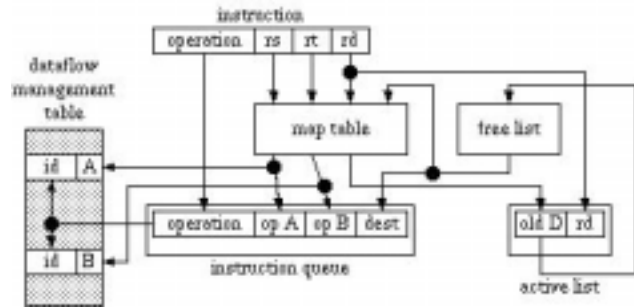 instruction
operation rs rt rd
dataflow
management
table
map table
free list
id A
operation op A op B dest
old D rd
id B
instruction queue
active list